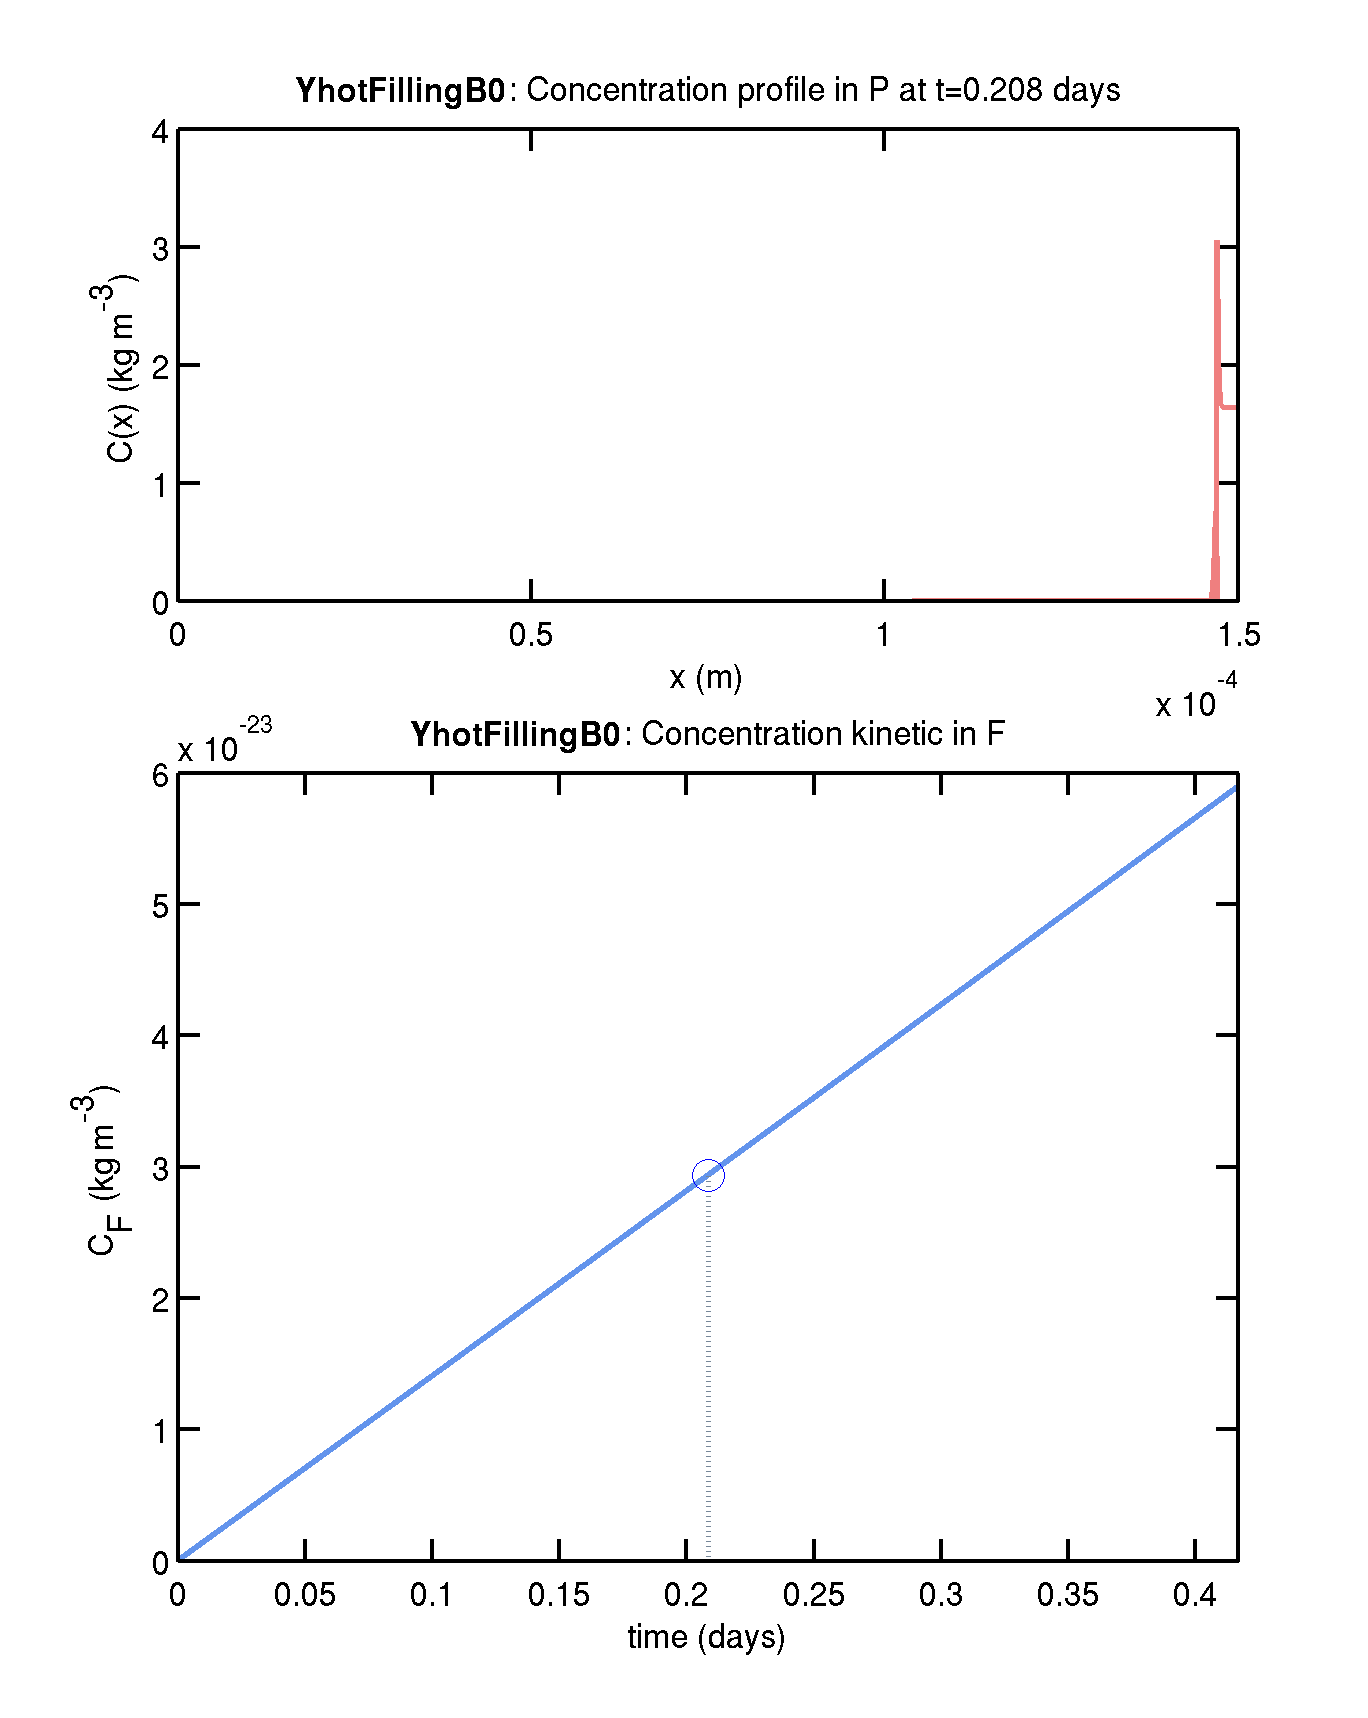 YhotFillingB0: Concentration profile in P at t=0.208 days
4
3
2
1
0
C(x) (kg m-3)
0 0.5 1 1.5
x (m)
x 10-4
YhotFillingB0: Concentration kinetic in F
x 10-23
6
5
4
3
2
1
0
CF (kg m-3)
0 0.05 0.1 0.15 0.2 0.25 0.3 0.35 0.4
time (days)